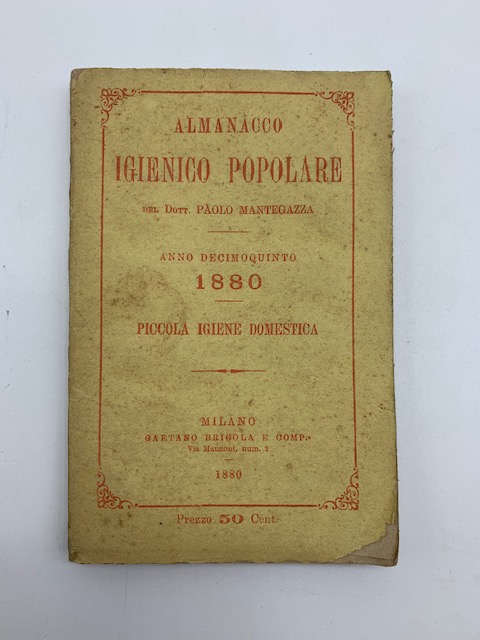 ALMANACCO
IGIENICO POPOLARE
DEL DOTT. PAOLO MANTEGAZZA
ANNO DECIMOQUINTO
1880
PICCOLA IGIENE DOMESTICA
MILANO
GAETANO BRIGOLA E COMP.
Via Manzoni, num.
1880
Prezzo 50 Cent.